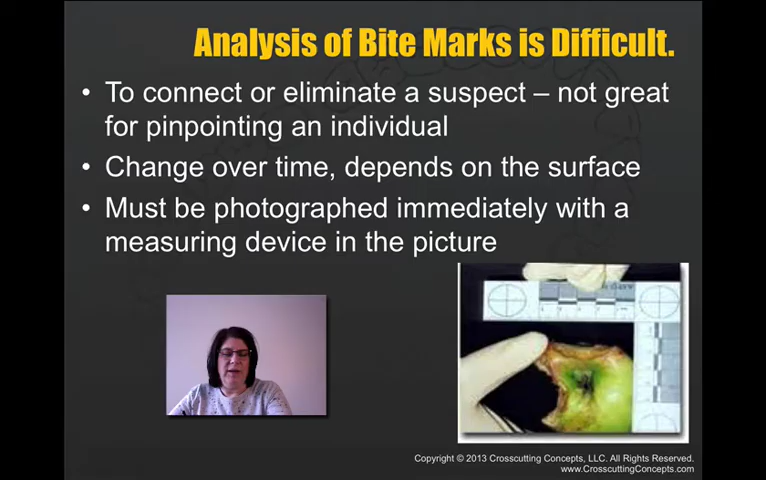 Analysis of Bite Marks is Difficult.
• To connect or eliminate a suspect – not great
for pinpointing an individual
• Change over time, depends on the surface
• Must be photographed immediately with a
measuring device in the picture
Copyright © 2013 Crosscutting Concepts, LLC. All Rights Reserved.
www.CrosscuttingConcepts.com